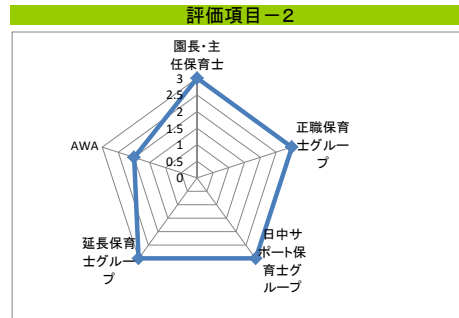 評価項目－2
園長・主
任保育士
3
2.5
2
1.5
1
0.5
0
正職保育
士グルー
プ
日中サ
ポート保
育士グ
ループ
延長保育
士グルー
プ
AWA